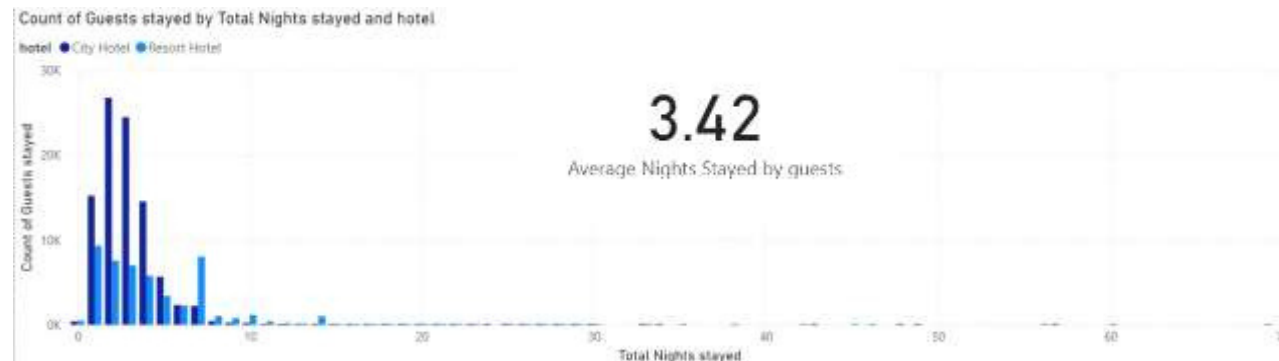 Count of Guests stayed by Total Nights stayed and hotel
hotel City Hotel Resort Hotel
30K
3.42
Average Nights Stayed by guests
20K
10K
0K
Count of Guests stayed
0 10 20 30 40 50 60
Total Nights stayed